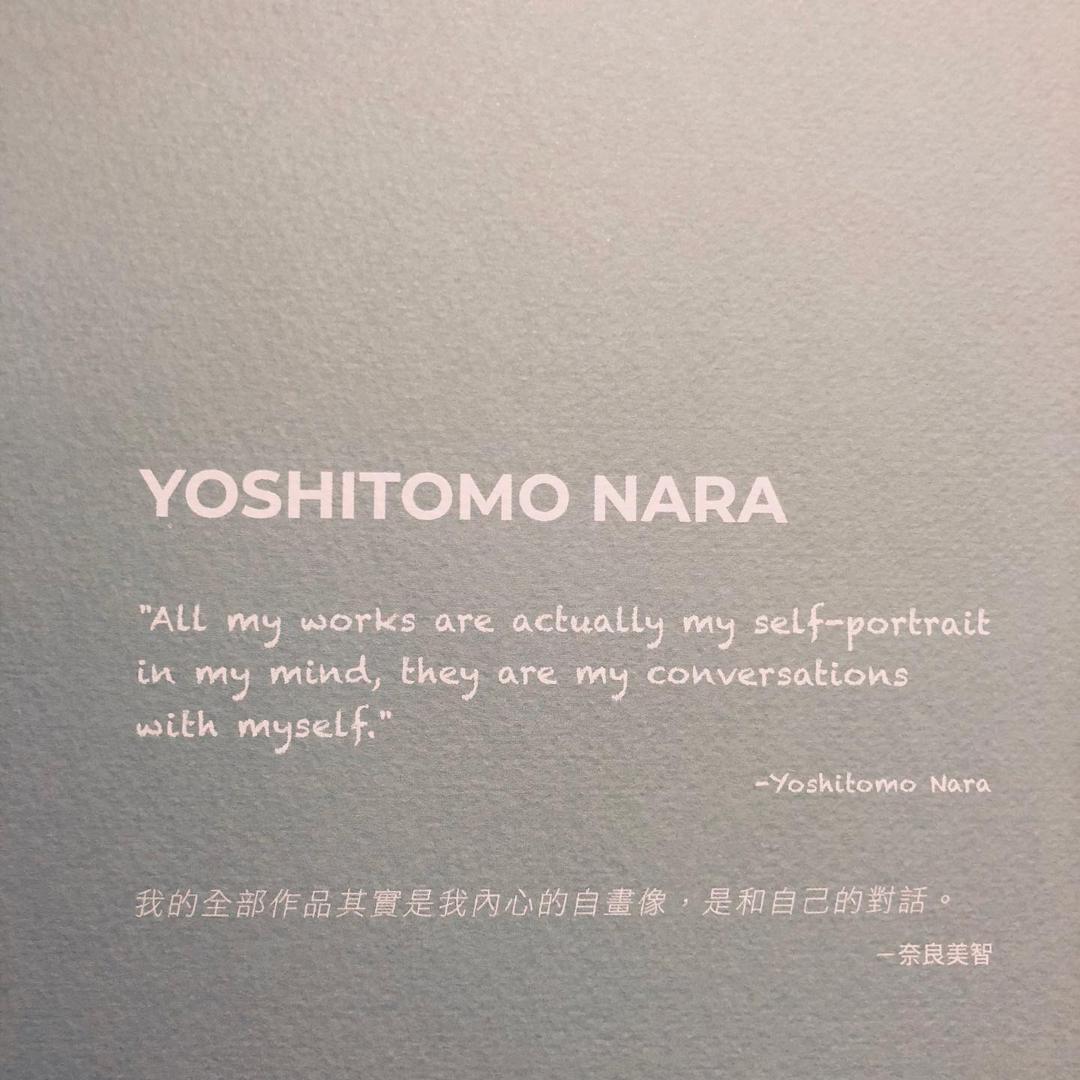 YOSHITOMO NARA
"All my works are actually my self-portrait
in my mind, they are my conversations
with myself."
-Yoshitomo Nara
我的全部作品其實是我內心的自畫像，是和自己的對話。
－奈良美智